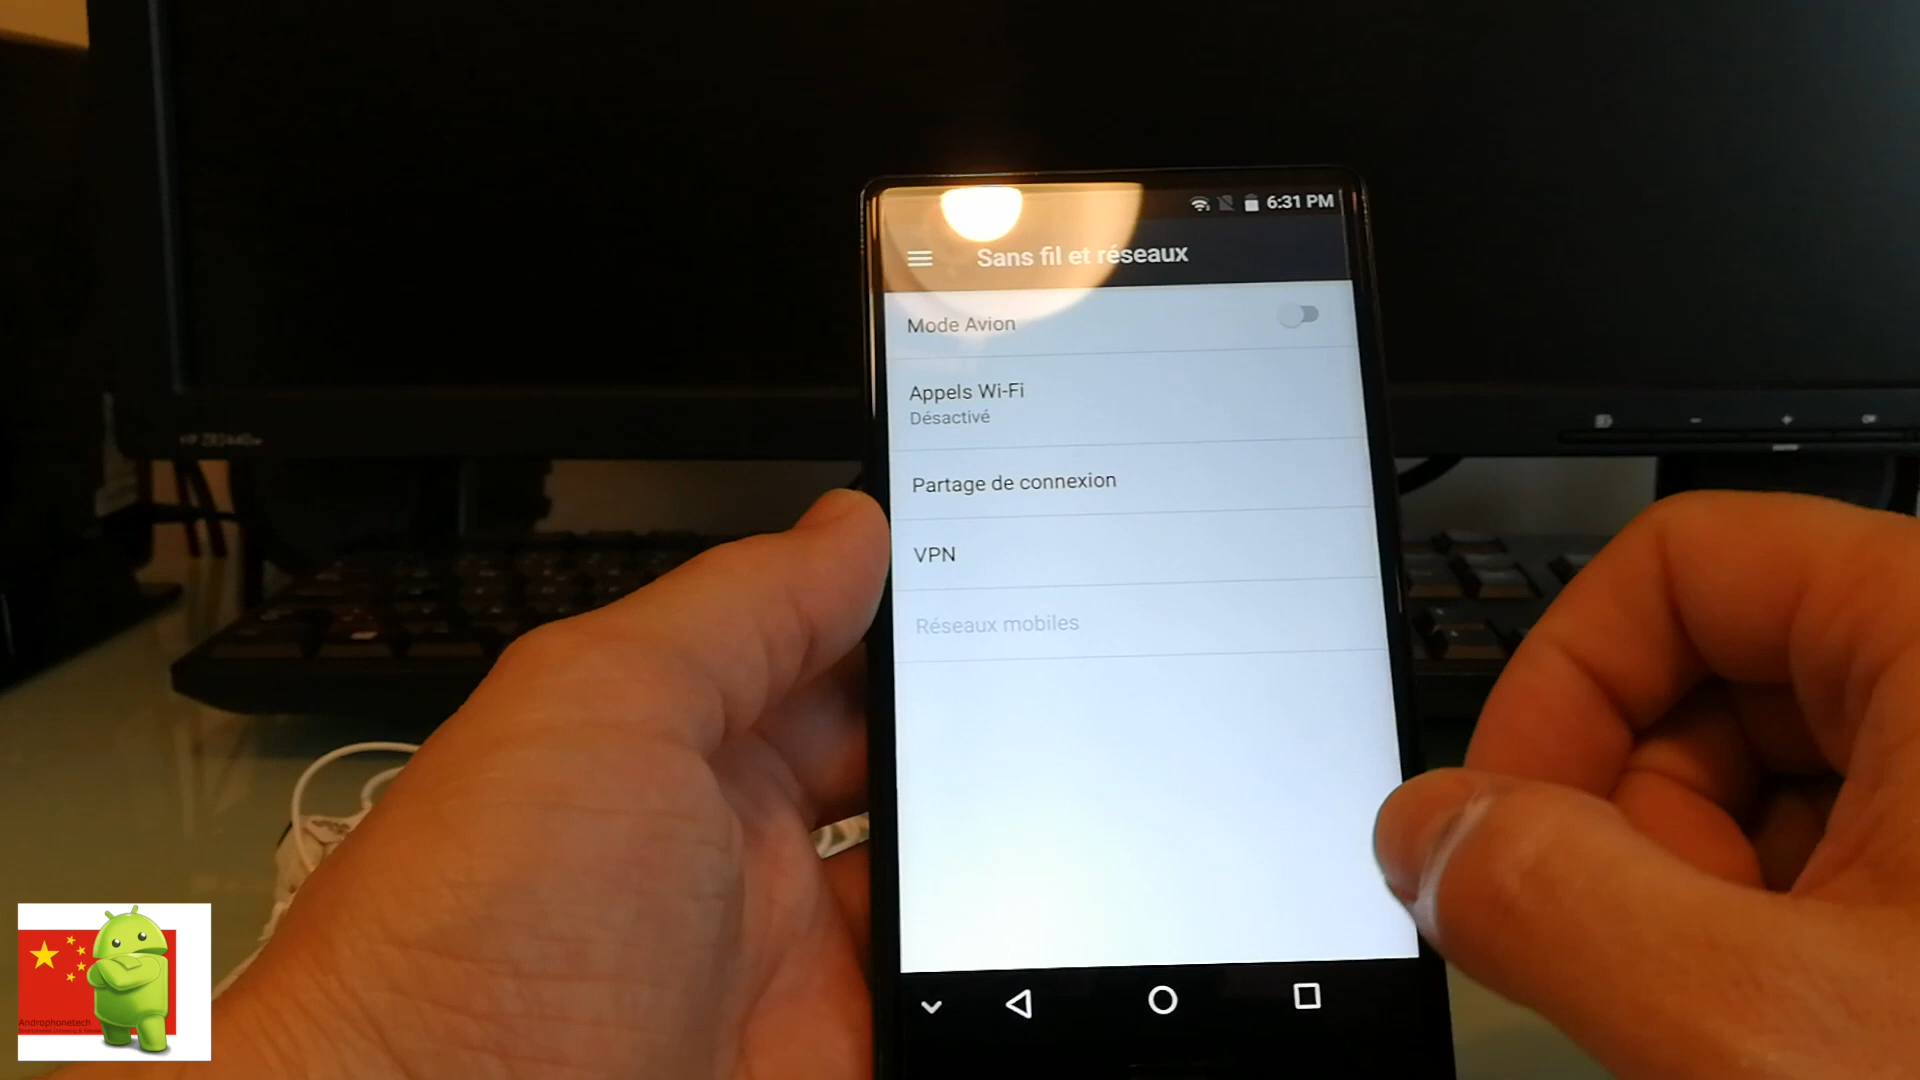 6:31 PM
Sans fil et réseaux
Mode Avion
Appels Wi-Fi
Désactivé
Partage de connexion
VPN
Réseaux mobiles
Androphonetech